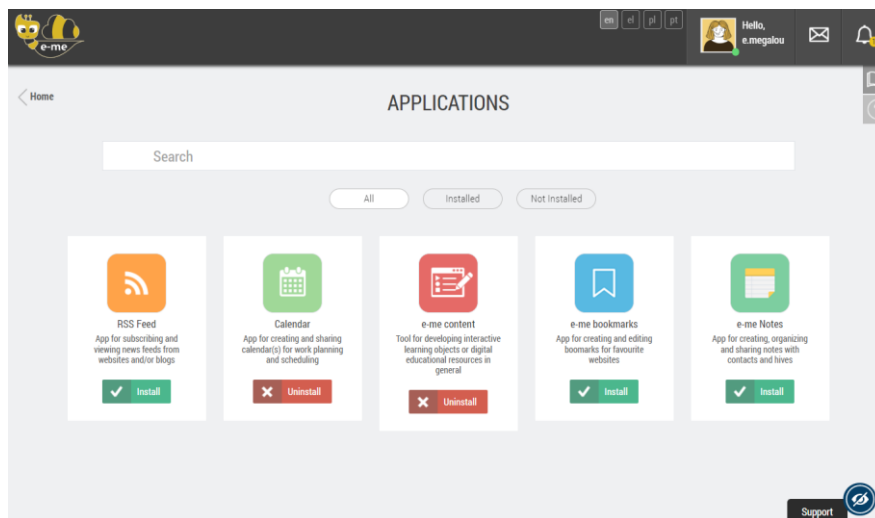 e-me
en el pl pt
Hello,
e.megalou
Home
APPLICATIONS
Search
All Installed Not Installed
RSS Feed
App for subscribing and
viewing news feeds from
websites and/or blogs
Install
Calendar
App for creating and sharing
calendar(s) for work planning
and scheduling
Uninstall
e-me content
Tool for developing interactive
learning objects or digital
educational resources in
general
Uninstall
e-me bookmarks
App for creating and editing
boomarks for favourite
websites
Install
e-me Notes
App for creating, organizing
and sharing notes with
contacts and hives
Install
Support